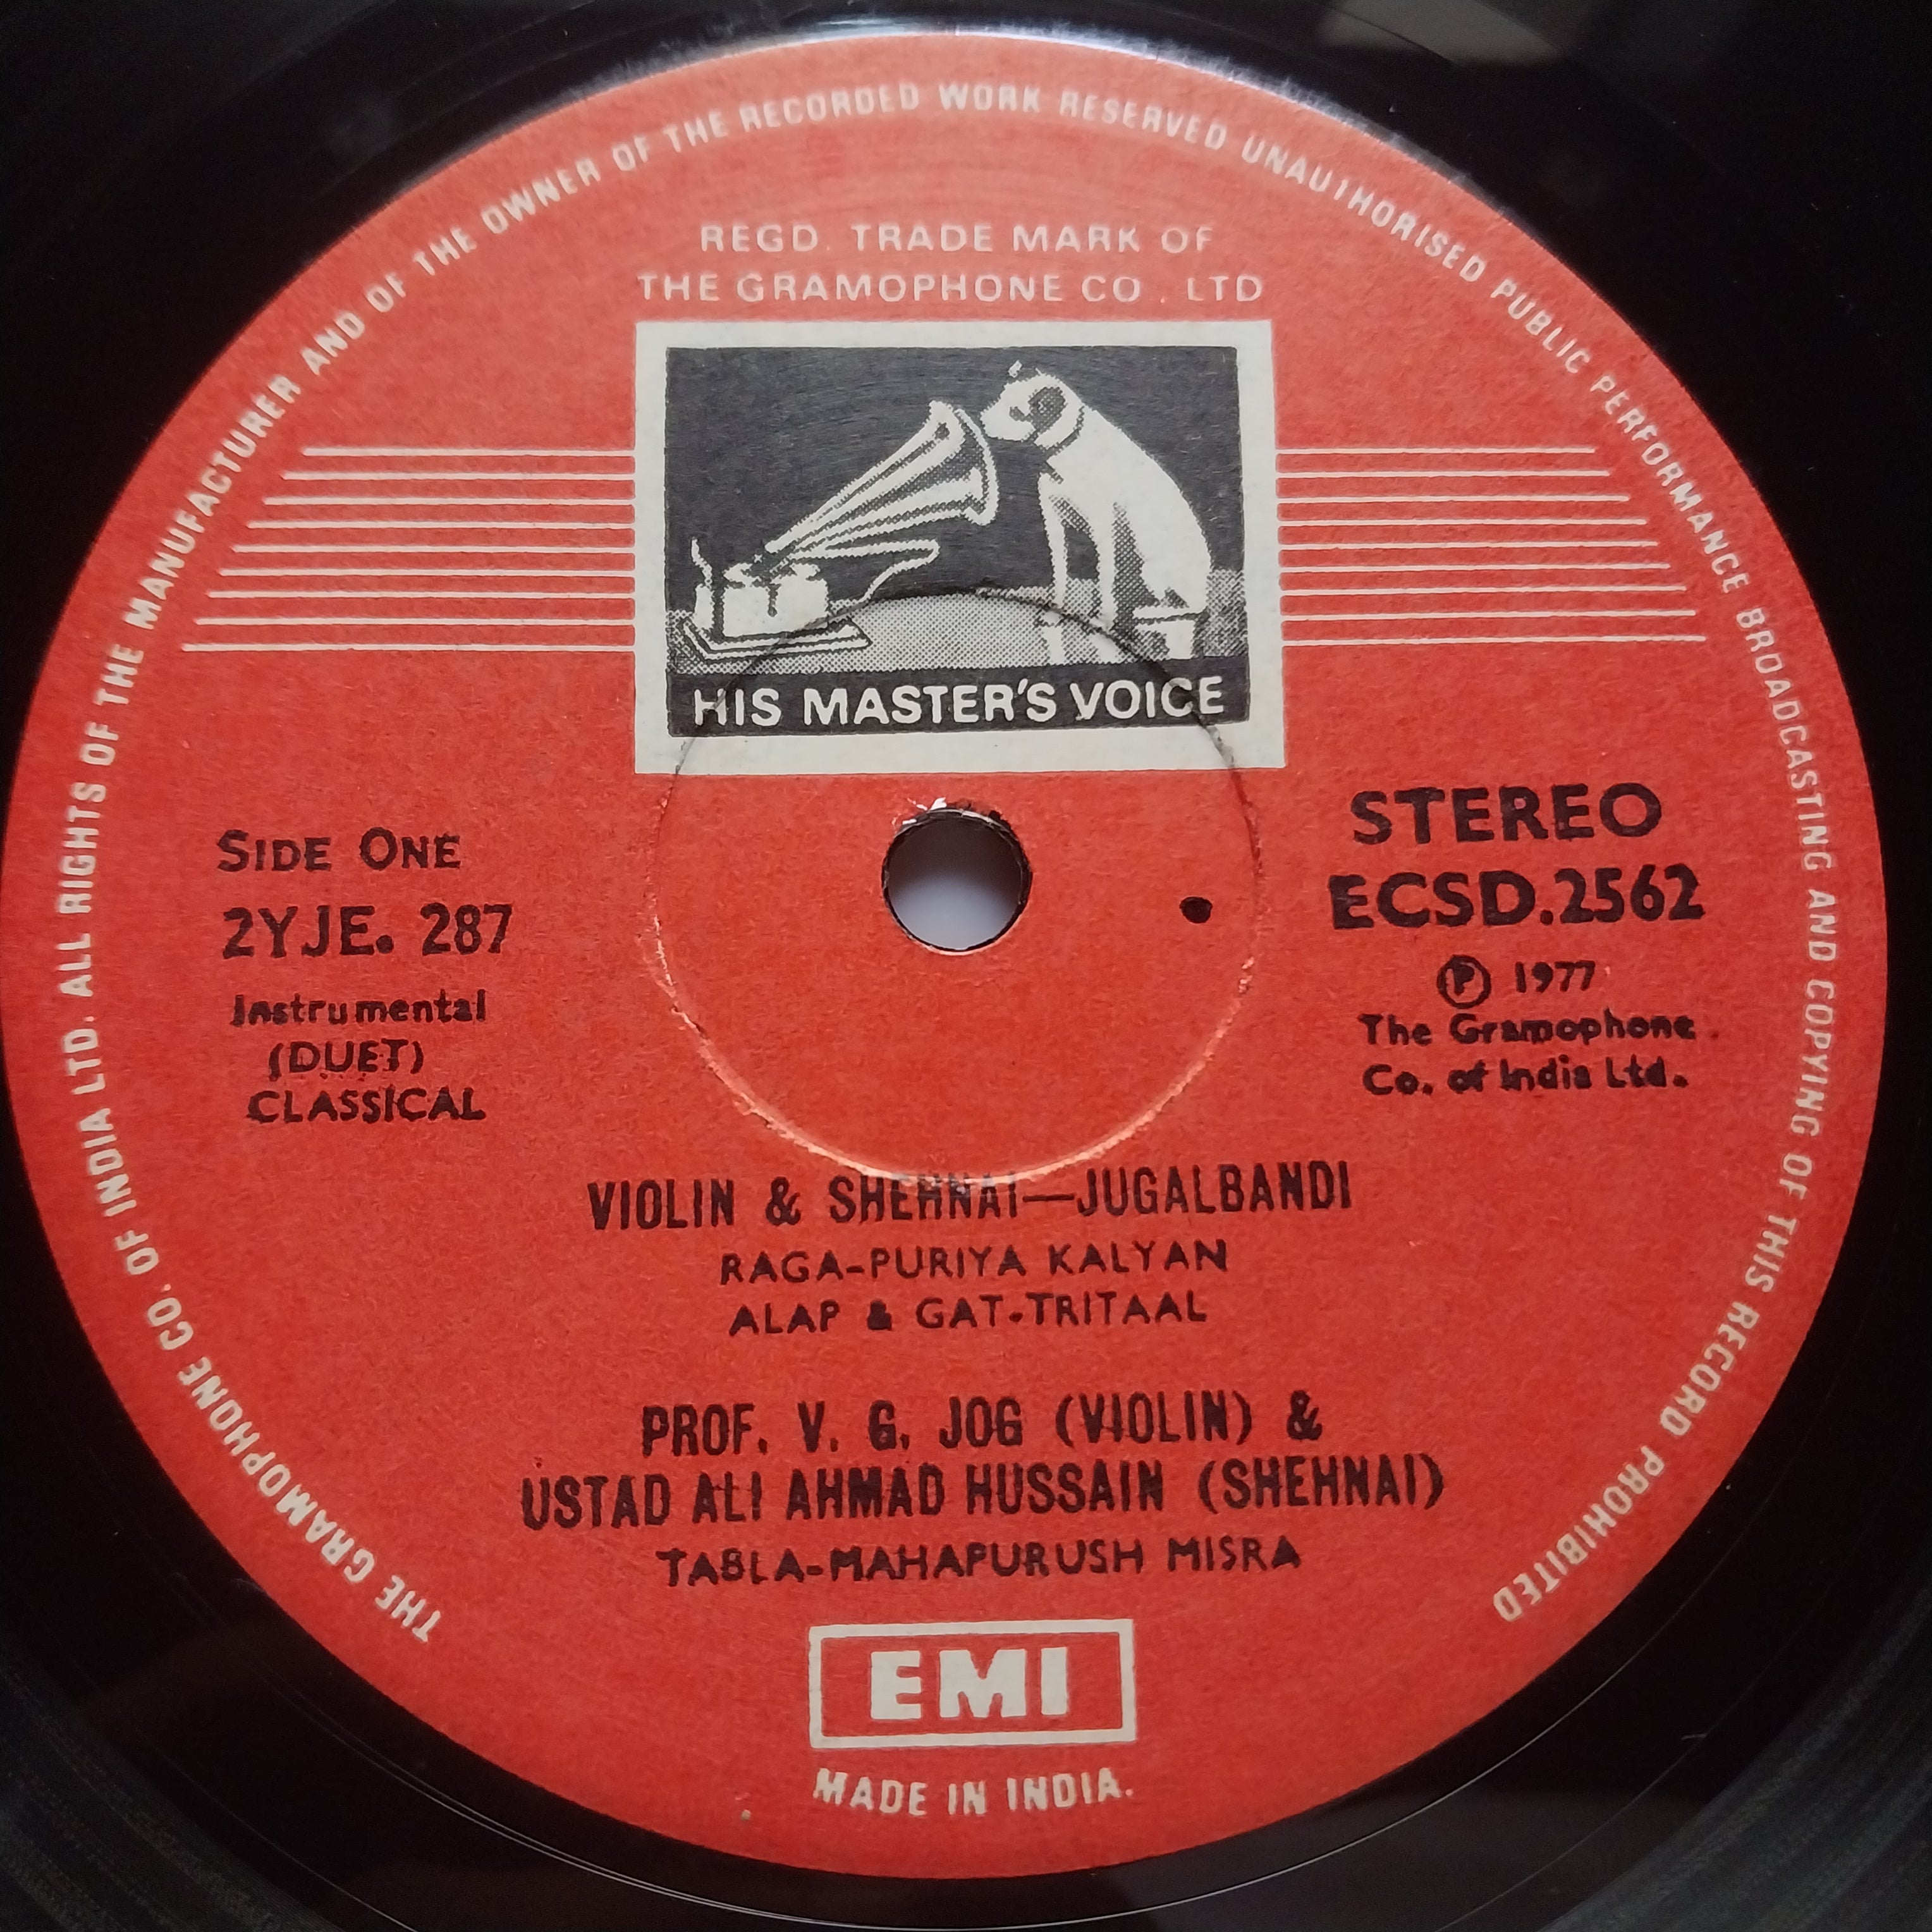 THE GRAMOPHONE CO. OF INDIA LTD. ALL RIGHTS OF THE MANUFACTURER AND OF THE OWNER OF THE RECORDED WORK RESERVED UNAUTHORISED PUBLIC PERFORMANCE BROADCASTING AND COPYING OF THIS RECORD PROHIBITED
REGD. TRADE MARK OF
THE GRAMOPHONE CO. LTD
HIS MASTER'S VOICE
SIDE ONE
2YJE. 287
Instrumental
(DUET)
CLASSICAL
STEREO
ECSD.2562
℗ 1977
The Gramophone
Co. of India Ltd.
VIOLIN & SHEHNAI—JUGALBANDI
RAGA-PURIYA KALYAN
ALAP & GAT-TRITAAL
PROF. V. G. JOG (VIOLIN) &
USTAD ALI AHMAD HUSSAIN (SHEHNAI)
TABLA-MAHAPURUSH MISRA
EMI
MADE IN INDIA.